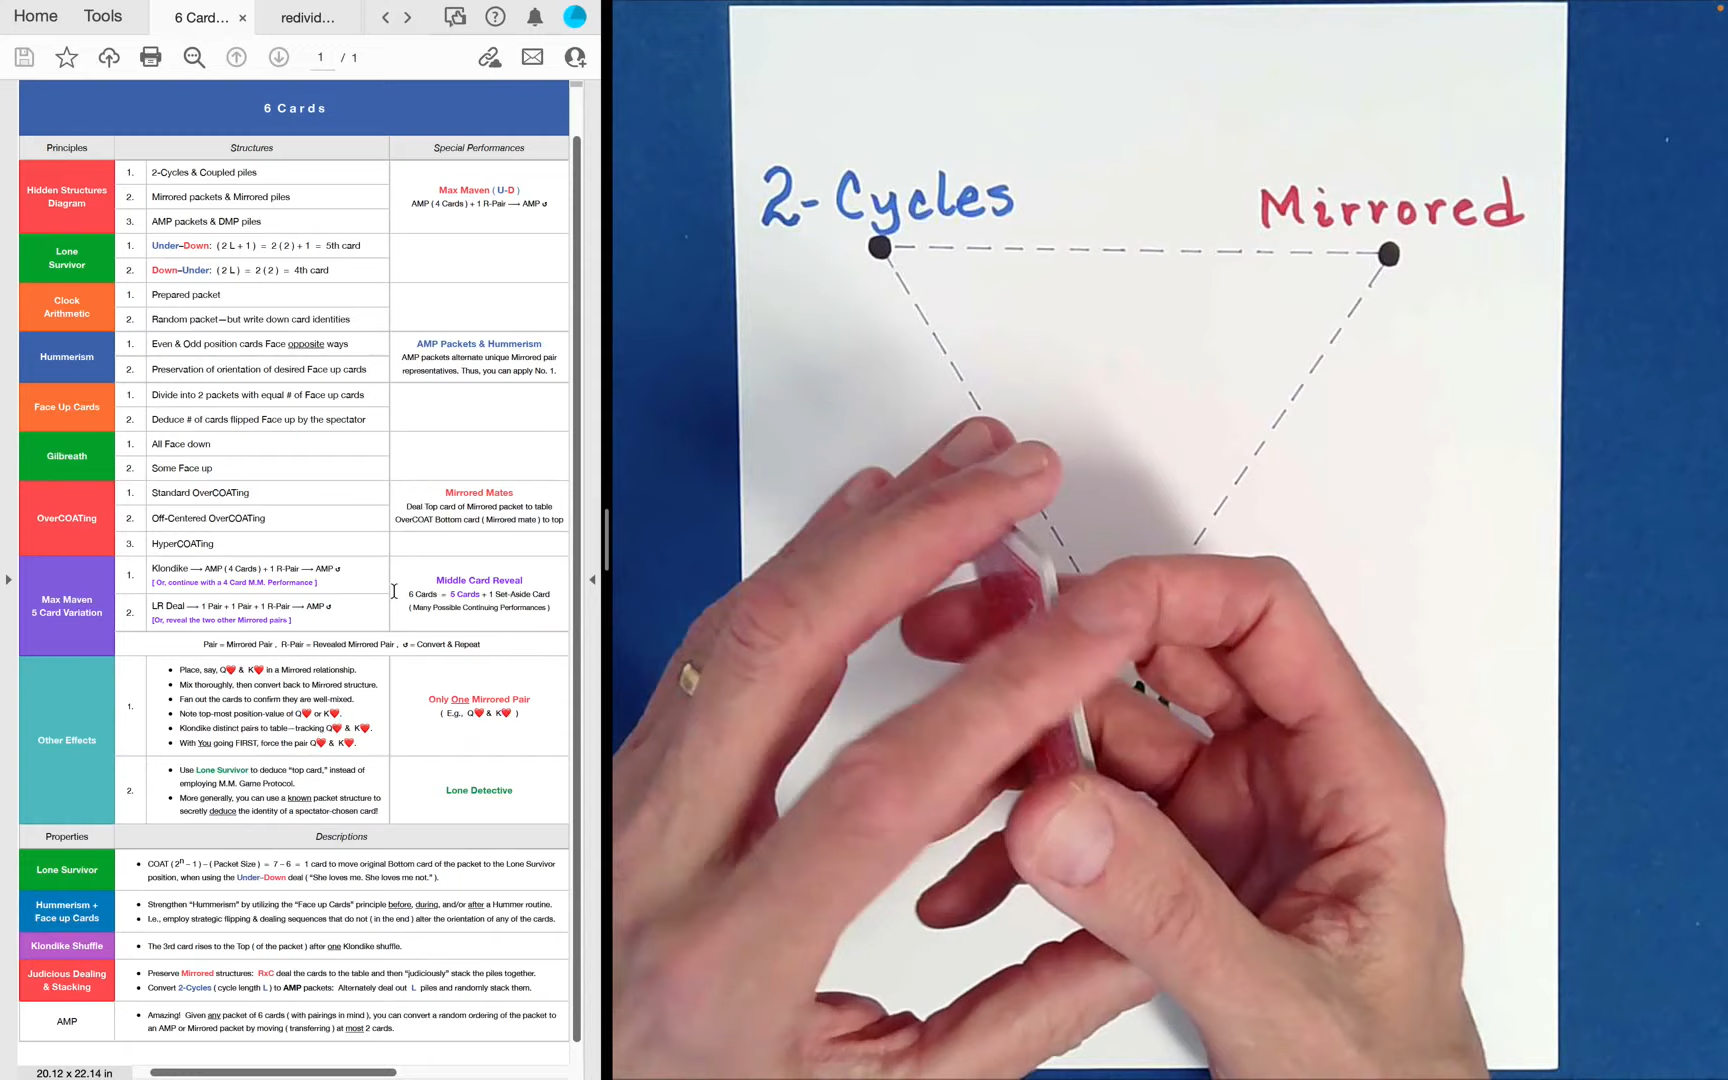 Home Tools 6 Card... × redivid...
1 / 1
6 Cards
Principles Structures Special Performances
Hidden Structures Diagram
1. 2-Cycles & Coupled piles
2. Mirrored packets & Mirrored piles
3. AMP packets & DMP piles
Max Maven ( U-D )
AMP ( 4 Cards ) + 1 R-Pair ⟶ AMP ↺
Lone Survivor
1. Under–Down: ( 2 L + 1 ) = 2 ( 2 ) + 1 = 5th card
2. Down–Under: ( 2 L ) = 2 ( 2 ) = 4th card
Clock Arithmetic
1. Prepared packet
2. Random packet—but write down card identities
Hummerism
1. Even & Odd position cards Face opposite ways
2. Preservation of orientation of desired Face up cards
AMP Packets & Hummerism
AMP packets alternate unique Mirrored pair
representatives. Thus, you can apply No. 1.
Face Up Cards
1. Divide into 2 packets with equal # of Face up cards
2. Deduce # of cards flipped Face up by the spectator
Gilbreath
1. All Face down
2. Some Face up
OverCOATing
1. Standard OverCOATing
2. Off-Centered OverCOATing
3. HyperCOATing
Mirrored Mates
Deal Top card of Mirrored packet to table
OverCOAT Bottom card ( Mirrored mate ) to top
Max Maven
5 Card Variation
1. Klondike ⟶ AMP ( 4 Cards ) + 1 R-Pair ⟶ AMP ↺
[ Or, continue with a 4 Card M.M. Performance ]
2. LR Deal ⟶ 1 Pair + 1 Pair + 1 R-Pair ⟶ AMP ↺
[Or, reveal the two other Mirrored pairs ]
Middle Card Reveal
6 Cards = 5 Cards + 1 Set-Aside Card
( Many Possible Continuing Performances )
Pair = Mirrored Pair , R-Pair = Revealed Mirrored Pair , ↺ = Convert & Repeat
Other Effects
1.
• Place, say, Q♥ & K♥ in a Mirrored relationship.
• Mix thoroughly, then convert back to Mirrored structure.
• Fan out the cards to confirm they are well-mixed.
• Note top-most position-value of Q♥ or K♥.
• Klondike distinct pairs to table—tracking Q♥ & K♥.
• With You going FIRST, force the pair Q♥ & K♥.
Only One Mirrored Pair
( E.g., Q♥ & K♥ )
2.
• Use Lone Survivor to deduce “top card,” instead of
employing M.M. Game Protocol.
• More generally, you can use a known packet structure to
secretly deduce the identity of a spectator-chosen card!
Lone Detective
Properties Descriptions
Lone Survivor
• COAT ( 2ⁿ – 1 ) – ( Packet Size ) = 7 – 6 = 1 card to move original Bottom card of the packet to the Lone Survivor
position, when using the Under–Down deal ( “She loves me. She loves me not.” ).
Hummerism +
Face up Cards
• Strengthen “Hummerism” by utilizing the “Face up Cards” principle before, during, and/or after a Hummer routine.
• I.e., employ strategic flipping & dealing sequences that do not ( in the end ) alter the orientation of any of the cards.
Klondike Shuffle
• The 3rd card rises to the Top ( of the packet ) after one Klondike shuffle.
Judicious Dealing
& Stacking
• Preserve Mirrored structures: RxC deal the cards to the table and then “judiciously” stack the piles together.
• Convert 2-Cycles ( cycle length L ) to AMP packets: Alternately deal out L piles and randomly stack them.
AMP
• Amazing! Given any packet of 6 cards ( with pairings in mind ), you can convert a random ordering of the packet to
an AMP or Mirrored packet by moving ( transferring ) at most 2 cards.
20.12 x 22.14 in
2-Cycles
Mirrored